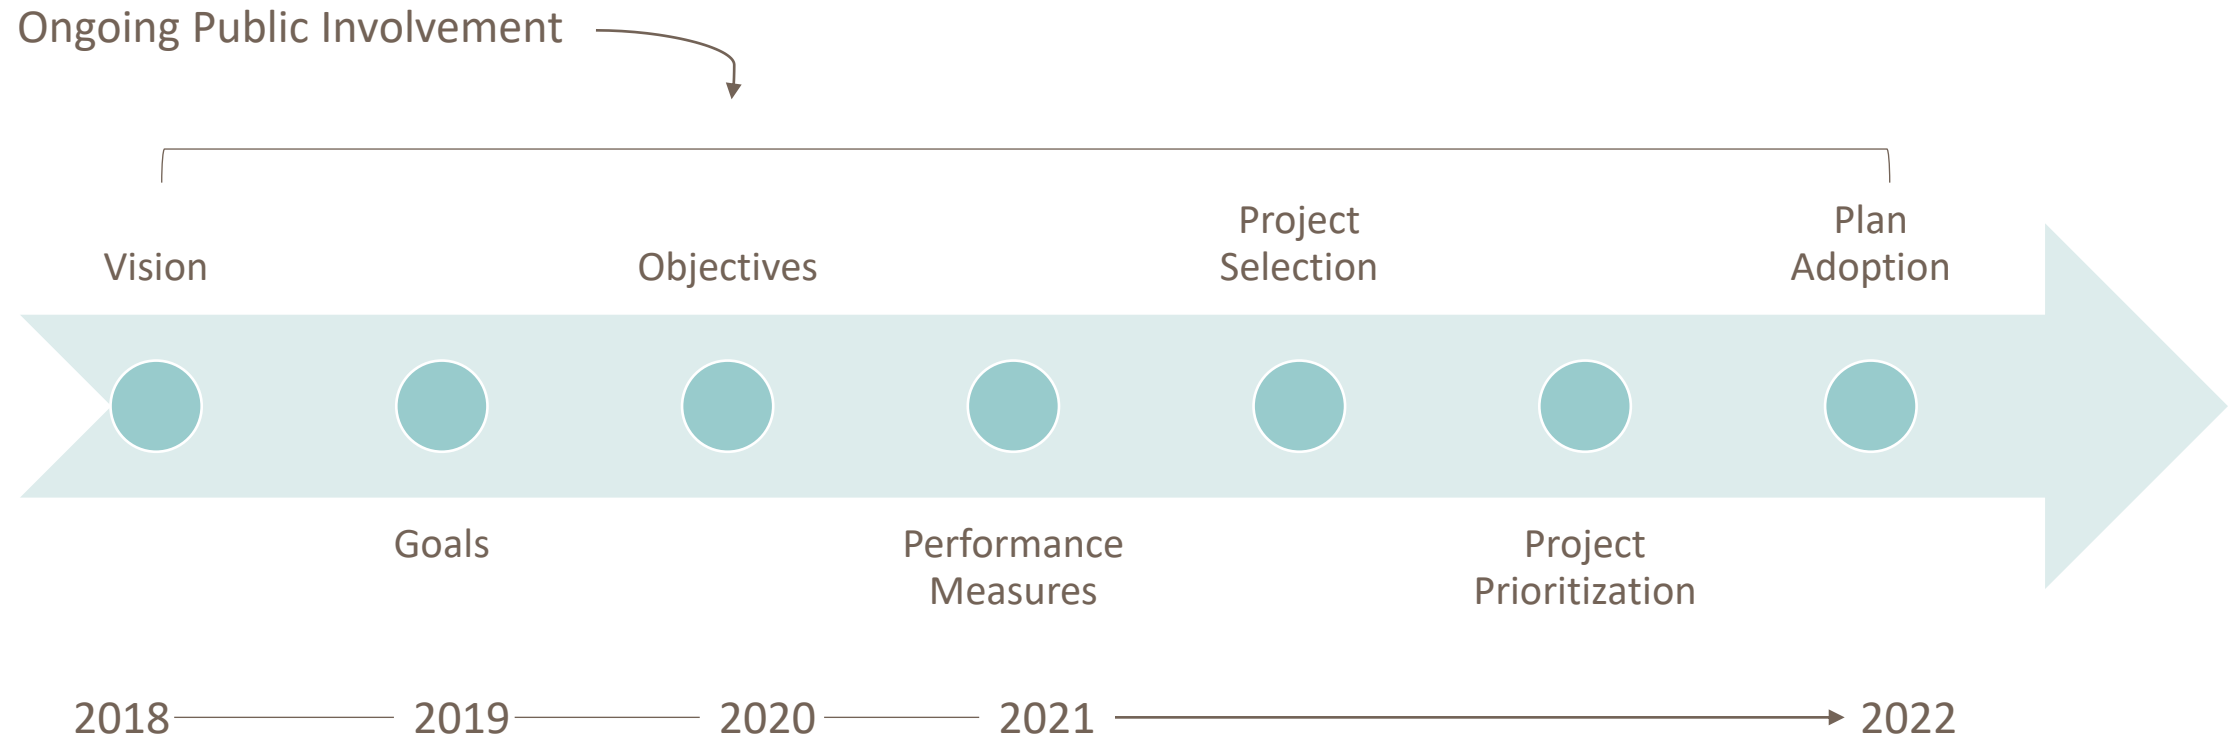 Ongoing Public Involvement
Vision
Objectives
Project
Selection
Plan
Adoption
Goals
Performance
Measures
Project
Prioritization
2018
2019
2020
2021
2022